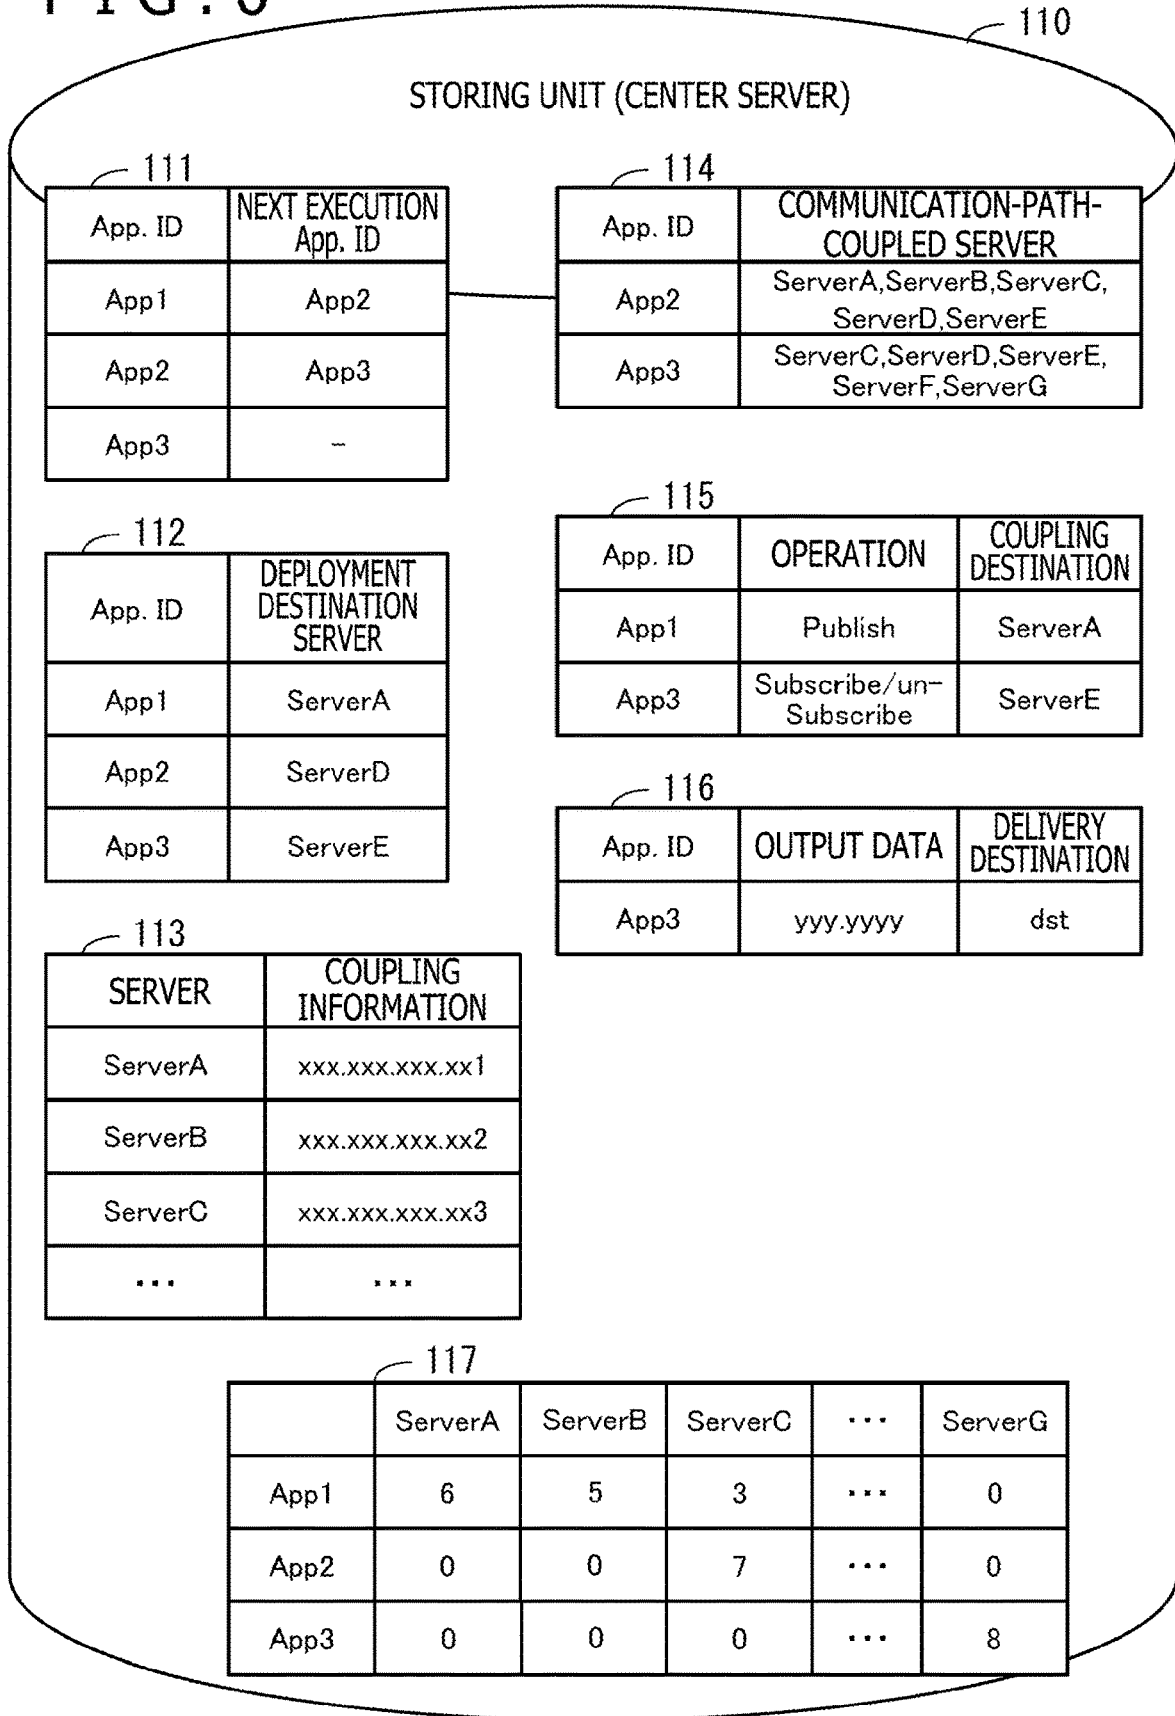 110
STORING UNIT (CENTER SERVER)
111
App. ID
NEXT EXECUTION
App. ID
App1
App2
App2
App3
App3
-
114
App. ID
COMMUNICATION-PATH-
COUPLED SERVER
App2
ServerA,ServerB,ServerC,
ServerD,ServerE
App3
ServerC,ServerD,ServerE,
ServerF,ServerG
112
App. ID
DEPLOYMENT
DESTINATION
SERVER
App1
ServerA
App2
ServerD
App3
ServerE
115
App. ID
OPERATION
COUPLING
DESTINATION
App1
Publish
ServerA
App3
Subscribe/un-
Subscribe
ServerE
116
App. ID
OUTPUT DATA
DELIVERY
DESTINATION
App3
yyy.yyyy
dst
113
SERVER
COUPLING
INFORMATION
ServerA
xxx.xxx.xxx.xx1
ServerB
xxx.xxx.xxx.xx2
ServerC
xxx.xxx.xxx.xx3
...
...
117
ServerA
ServerB
ServerC
...
ServerG
App1
6
5
3
...
0
App2
0
0
7
...
0
App3
0
0
0
...
8